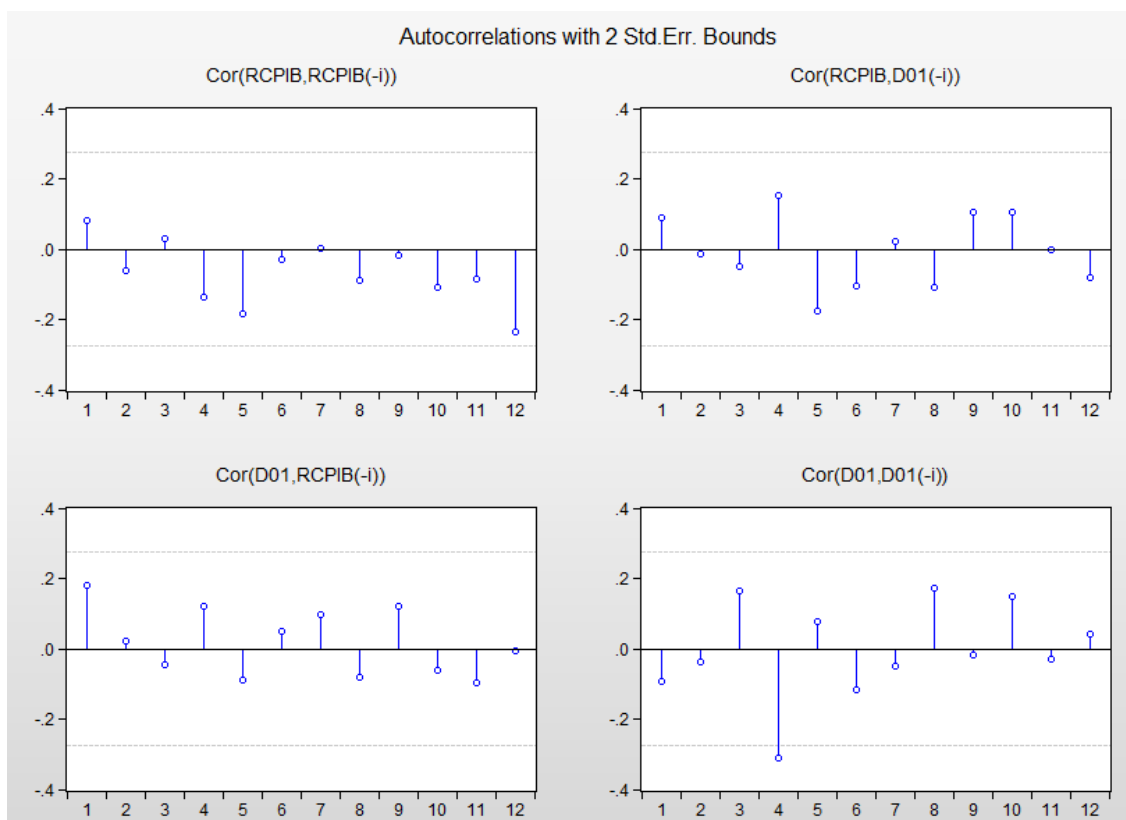 Autocorrelations with 2 Std.Err. Bounds
Cor(RCPIB,RCPIB(-i))
.4
.2
.0
-.2
-.4
1 2 3 4 5 6 7 8 9 10 11 12
Cor(RCPIB,D01(-i))
.4
.2
.0
-.2
-.4
1 2 3 4 5 6 7 8 9 10 11 12
Cor(D01,RCPIB(-i))
.4
.2
.0
-.2
-.4
1 2 3 4 5 6 7 8 9 10 11 12
Cor(D01,D01(-i))
.4
.2
.0
-.2
-.4
1 2 3 4 5 6 7 8 9 10 11 12